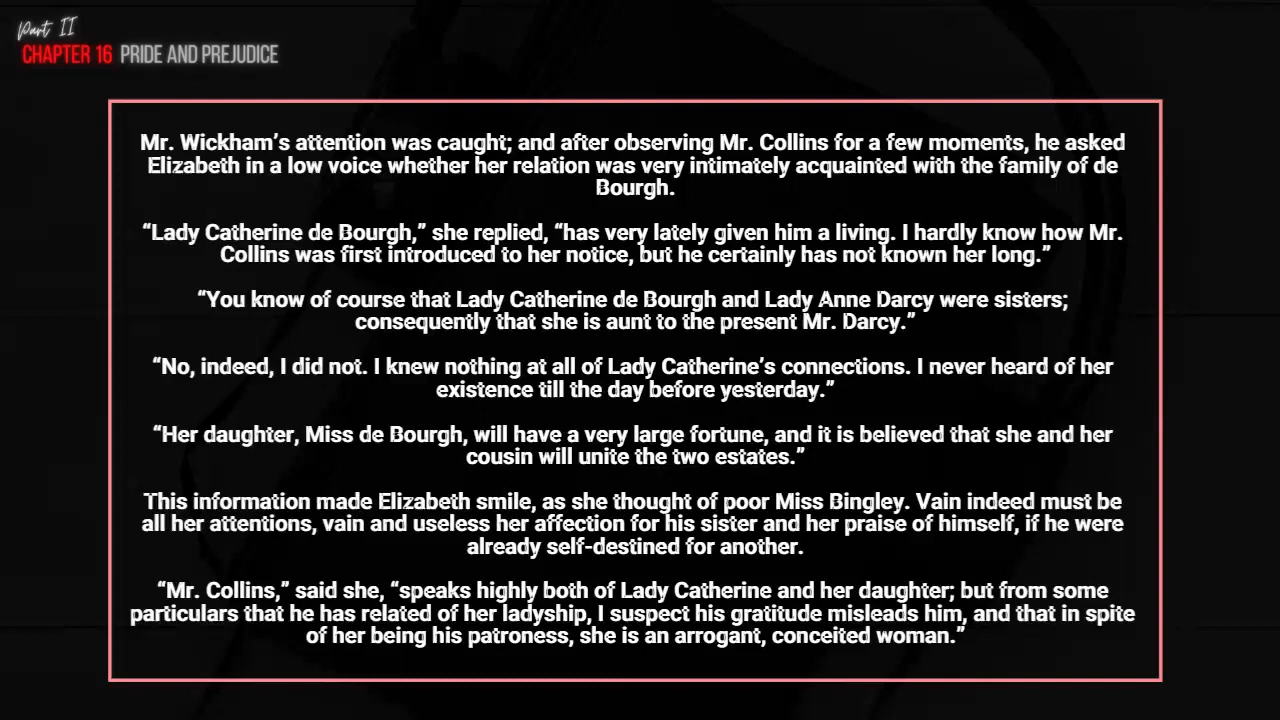 Part II
CHAPTER 16 PRIDE AND PREJUDICE
Mr. Wickham’s attention was caught; and after observing Mr. Collins for a few moments, he asked
Elizabeth in a low voice whether her relation was very intimately acquainted with the family of de
Bourgh.
“Lady Catherine de Bourgh,” she replied, “has very lately given him a living. I hardly know how Mr.
Collins was first introduced to her notice, but he certainly has not known her long.”
“You know of course that Lady Catherine de Bourgh and Lady Anne Darcy were sisters;
consequently that she is aunt to the present Mr. Darcy.”
“No, indeed, I did not. I knew nothing at all of Lady Catherine’s connections. I never heard of her
existence till the day before yesterday.”
“Her daughter, Miss de Bourgh, will have a very large fortune, and it is believed that she and her
cousin will unite the two estates.”
This information made Elizabeth smile, as she thought of poor Miss Bingley. Vain indeed must be
all her attentions, vain and useless her affection for his sister and her praise of himself, if he were
already self-destined for another.
“Mr. Collins,” said she, “speaks highly both of Lady Catherine and her daughter; but from some
particulars that he has related of her ladyship, I suspect his gratitude misleads him, and that in spite
of her being his patroness, she is an arrogant, conceited woman.”